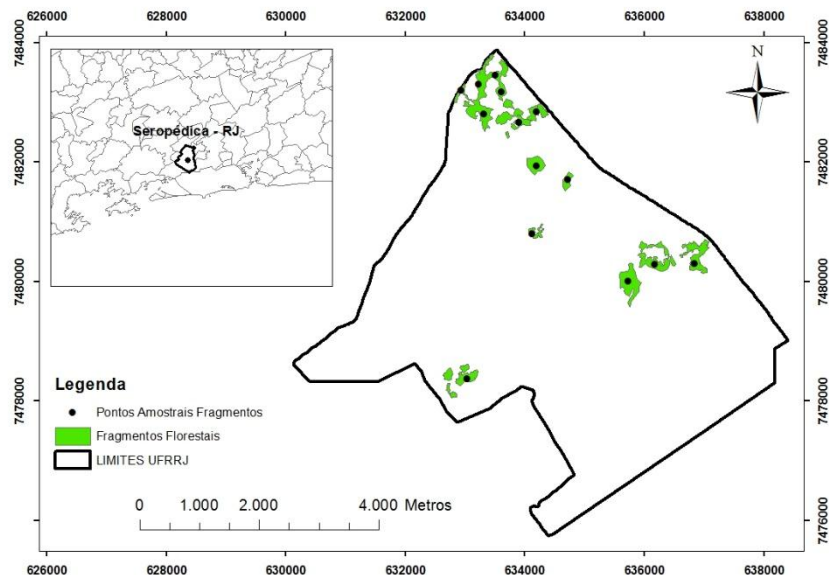 626000 628000 630000 632000 634000 636000 638000
7484000
7482000
7480000
7478000
7476000
Seropédica - RJ
N
Legenda
Pontos Amostrais Fragmentos
Fragmentos Florestais
LIMITES UFRRJ
0 1.000 2.000 4.000 Metros
7484000
7482000
7480000
7478000
7476000
626000 628000 630000 632000 634000 636000 638000